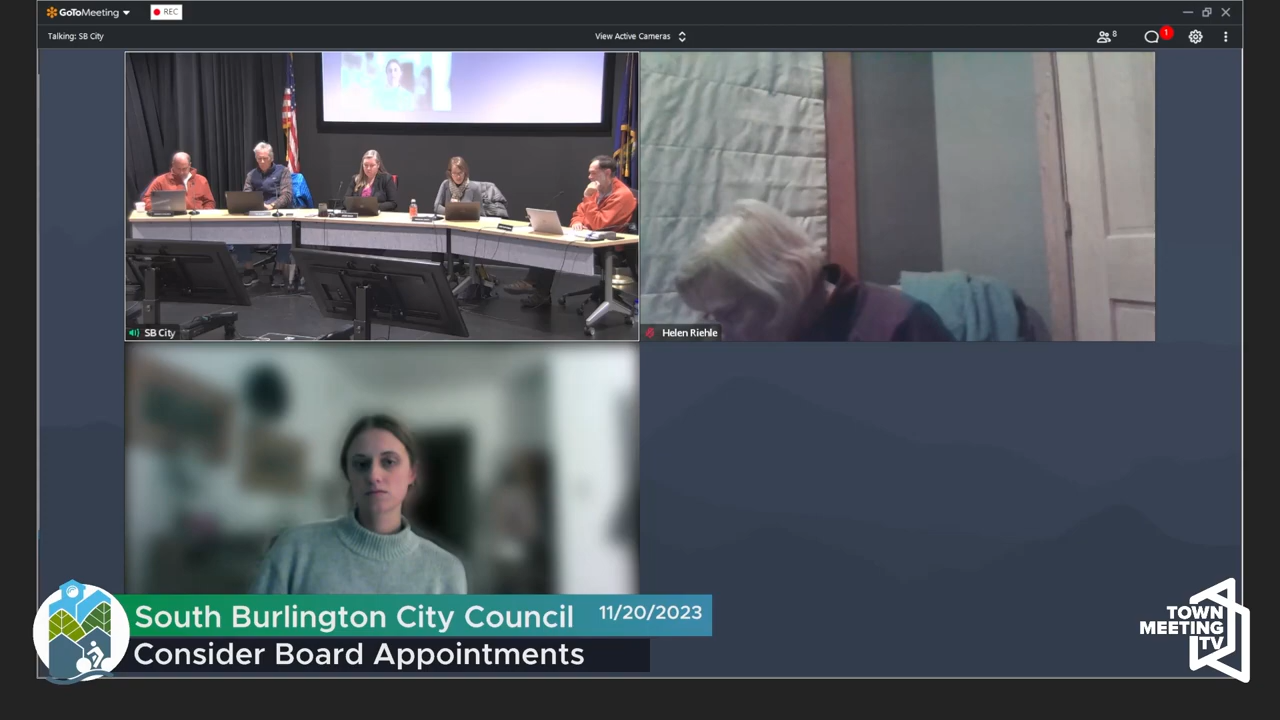 GoToMeeting
REC
Talking: SB City
View Active Cameras
8
1
SB City
Helen Riehle
South Burlington City Council 11/20/2023
Consider Board Appointments
TOWN
MEETING
TV